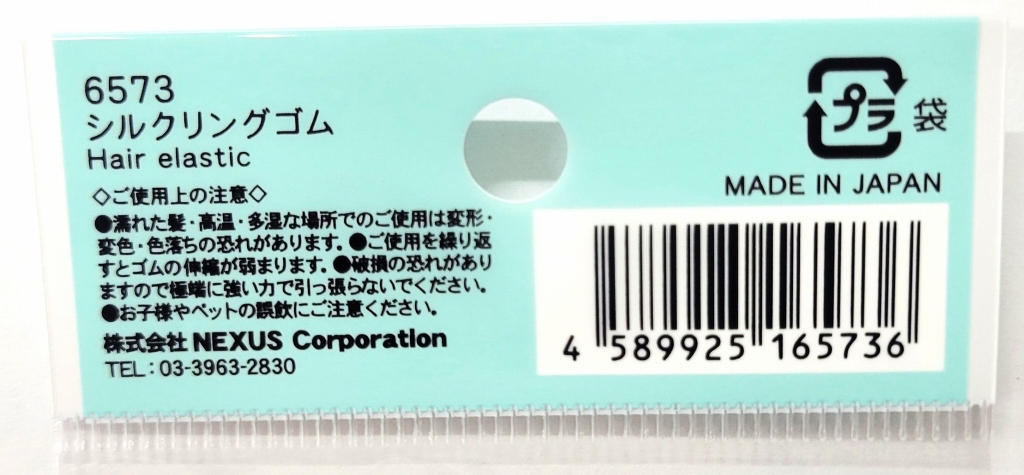 6573
シルクリングゴム
Hair elastic
◇ご使用上の注意◇
●濡れた髪・高温・多湿な場所でのご使用は変形・
変色・色落ちの恐れがあります。●ご使用を繰り返
すとゴムの伸縮が弱まります。●破損の恐れがあり
ますので極端に強い力で引っ張らないでください。
●お子様やペットの誤飲にご注意ください。
株式会社 NEXUS Corporation
TEL:03-3963-2830
プラ 袋
MADE IN JAPAN
4 589925 165736